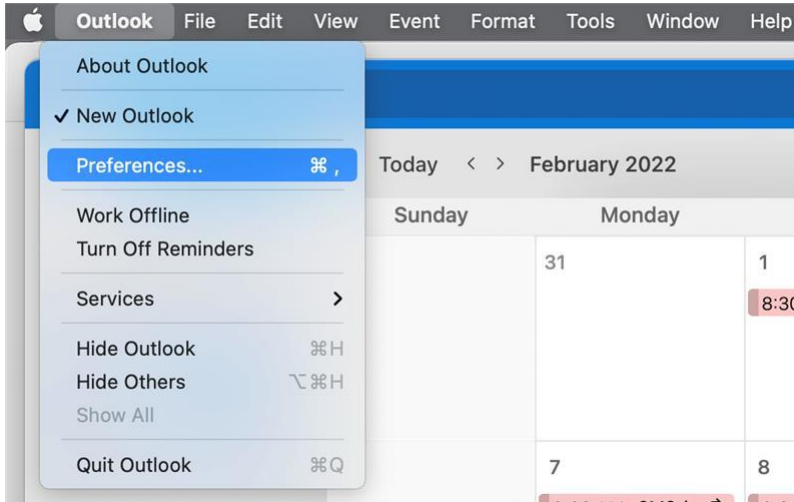 Outlook File Edit View Event Format Tools Window Help
About Outlook
✓ New Outlook
Preferences... ⌘ ,
Work Offline
Turn Off Reminders
Services >
Hide Outlook ⌘H
Hide Others ⌥⌘H
Show All
Quit Outlook ⌘Q
Today < > February 2022
Sunday Monday
31 1
8:30
7 8